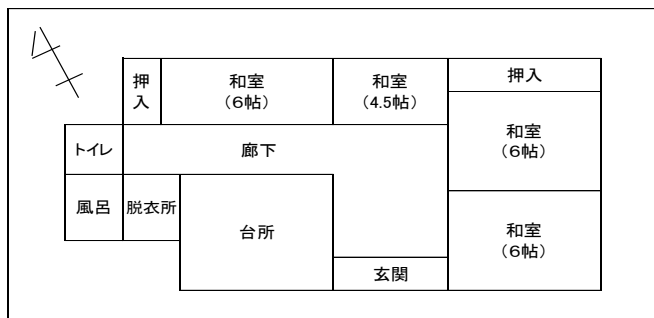 押
入
和室
（6帖）
和室
（4.5帖）
押入
和室
（6帖）
トイレ
廊下
風呂
脱衣所
台所
和室
（6帖）
玄関